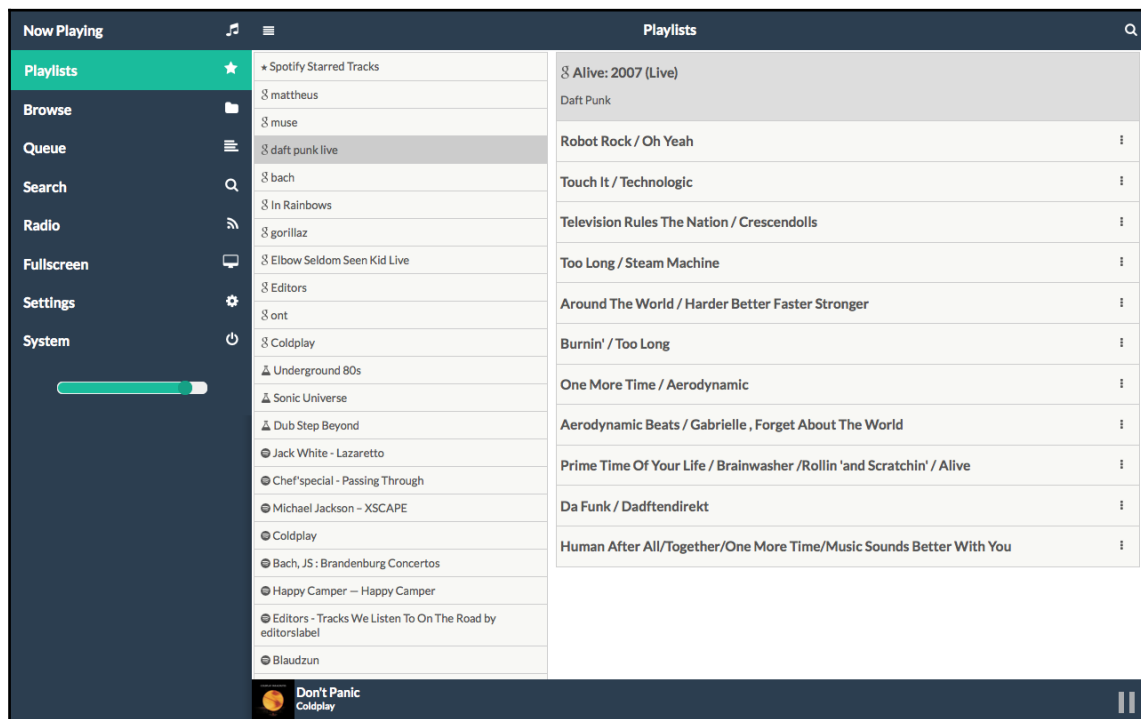 Now Playing
Playlists
Browse
Queue
Search
Radio
Fullscreen
Settings
System
Playlists
Spotify Starred Tracks
mattheus
muse
daft punk live
bach
In Rainbows
gorillaz
Elbow Seldom Seen Kid Live
Editors
ont
Coldplay
Underground 80s
Sonic Universe
Dub Step Beyond
Jack White - Lazaretto
Chef'special - Passing Through
Michael Jackson – XSCAPE
Coldplay
Bach, JS : Brandenburg Concertos
Happy Camper — Happy Camper
Editors - Tracks We Listen To On The Road by
editorslabel
Blaudzun
Alive: 2007 (Live)
Daft Punk
Robot Rock / Oh Yeah
Touch It / Technologic
Television Rules The Nation / Crescendolls
Too Long / Steam Machine
Around The World / Harder Better Faster Stronger
Burnin' / Too Long
One More Time / Aerodynamic
Aerodynamic Beats / Gabrielle , Forget About The World
Prime Time Of Your Life / Brainwasher /Rollin 'and Scratchin' / Alive
Da Funk / Dadftendirekt
Human After All/Together/One More Time/Music Sounds Better With You
Don't Panic
Coldplay